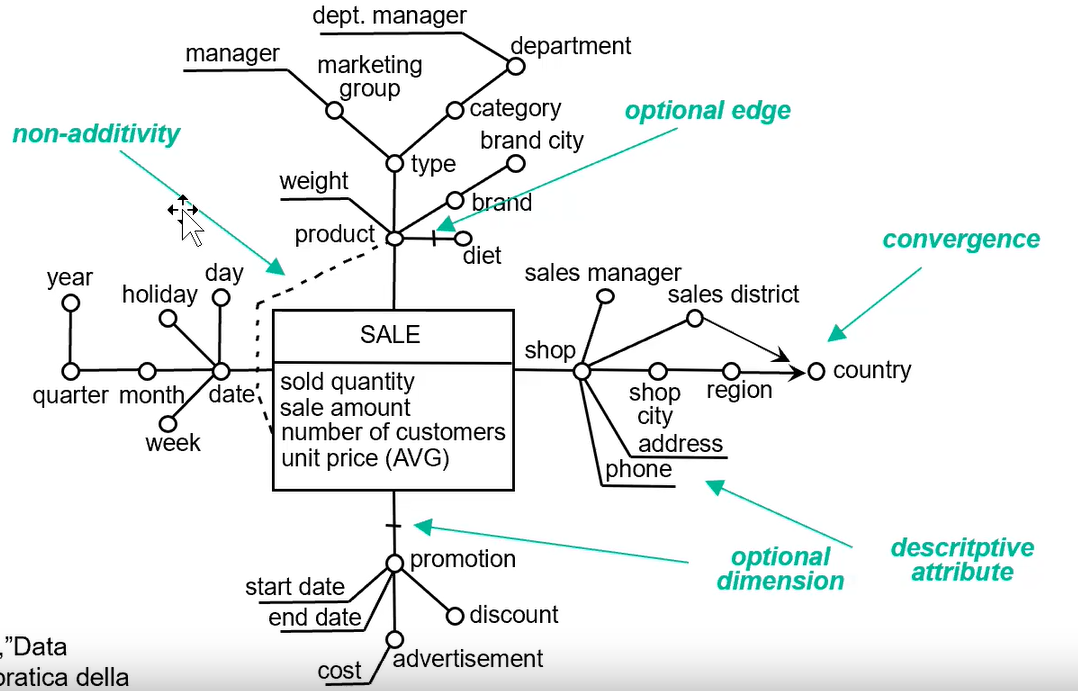 dept. manager
manager
marketing
group
department
category
non-additivity
optional edge
brand city
type
weight
brand
product
diet
convergence
year
holiday
day
sales manager
sales district
SALE
shop
quarter
month
date
week
sold quantity
sale amount
number of customers
unit price (AVG)
shop
city
region
country
address
phone
promotion
optional
dimension
descritptive
attribute
start date
end date
discount
advertisement
cost
,”Data
pratica della